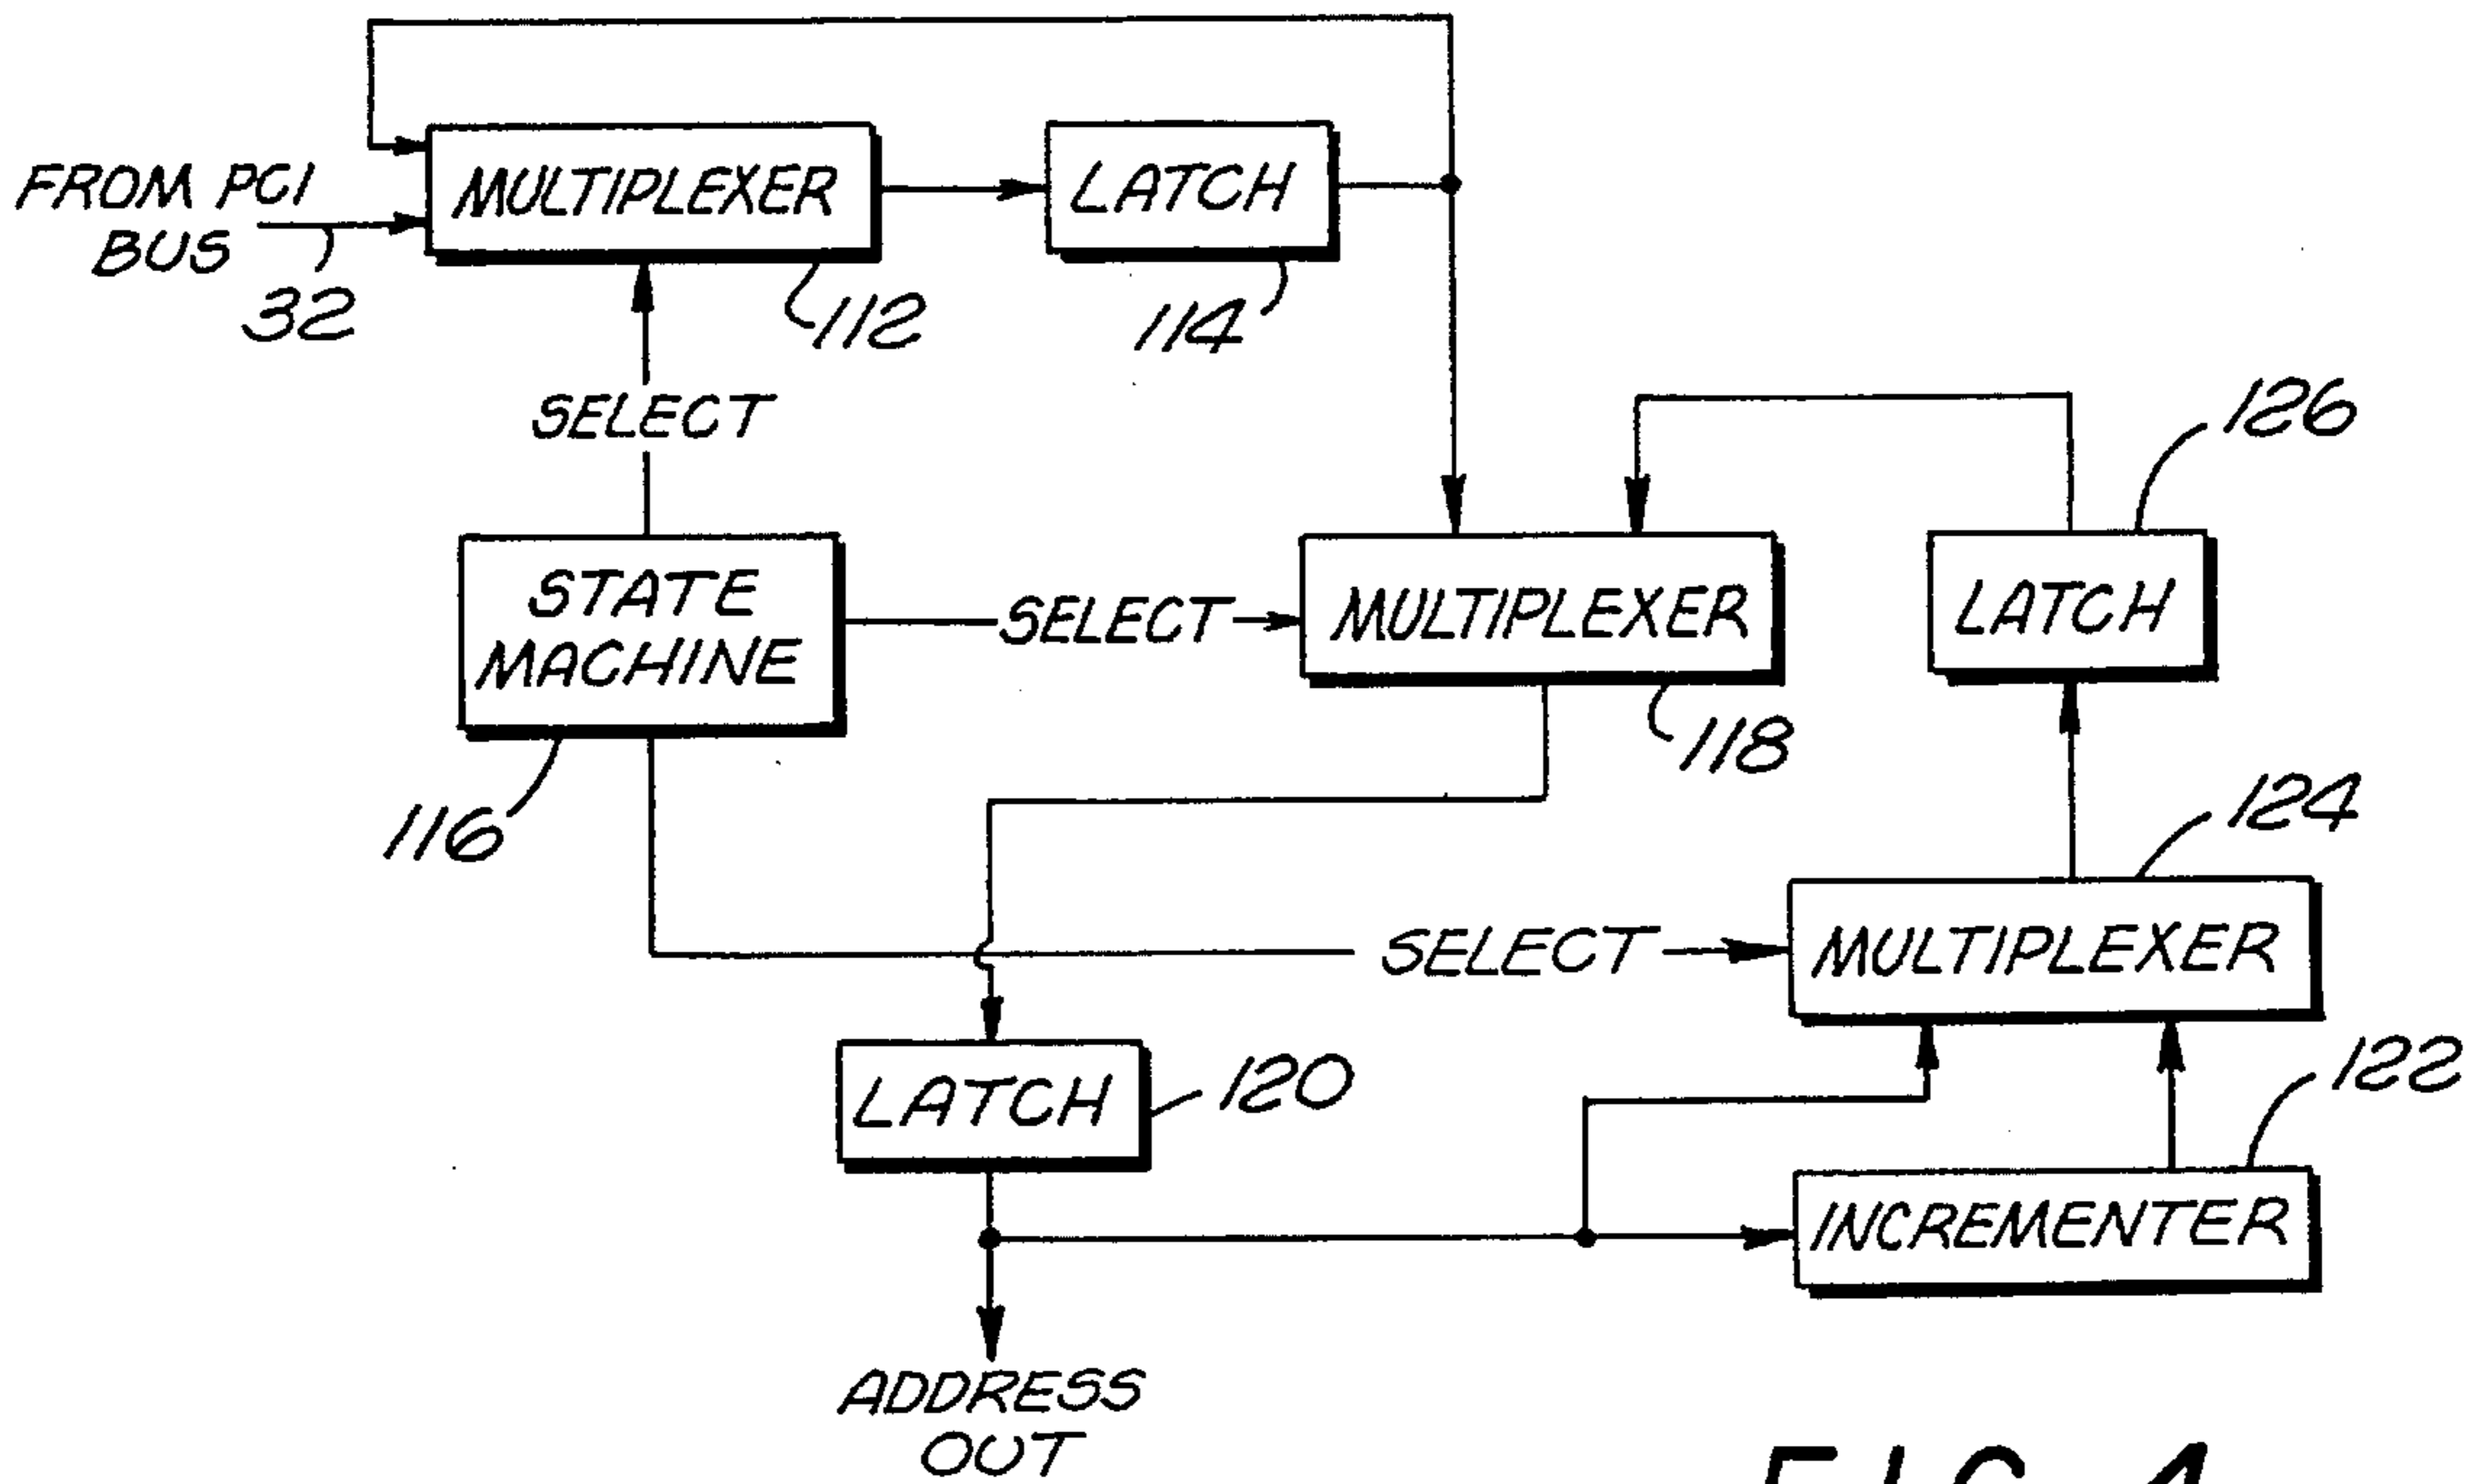 FROM PCI
BUS
32
MULTIPLEXER
112
LATCH
114
SELECT
STATE
MACHINE
116
SELECT
MULTIPLEXER
118
LATCH
126
SELECT
MULTIPLEXER
124
LATCH
120
INCREMENTER
122
ADDRESS
OUT